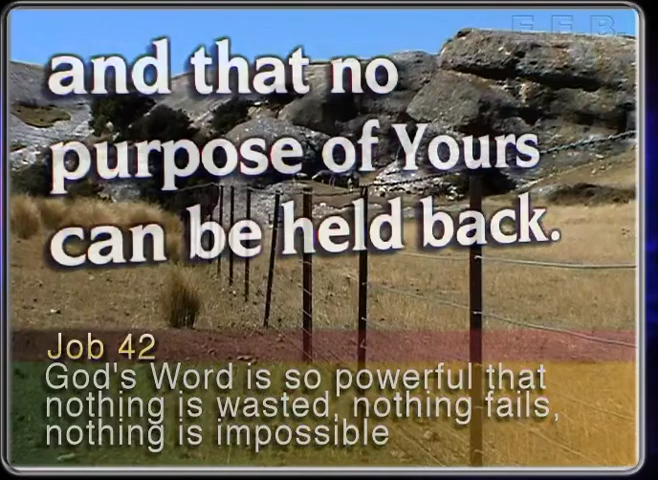 E.F.B.
and that no
purpose of Yours
can be held back.
Job 42
God's Word is so powerful that
nothing is wasted, nothing fails,
nothing is impossible